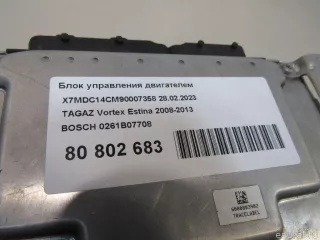 Блок управления двигателем
X7MDC14CM90007358 28.02.2023
TAGAZ Vortex Estina 2008-2013
BOSCH 0261B07708
80 802 683